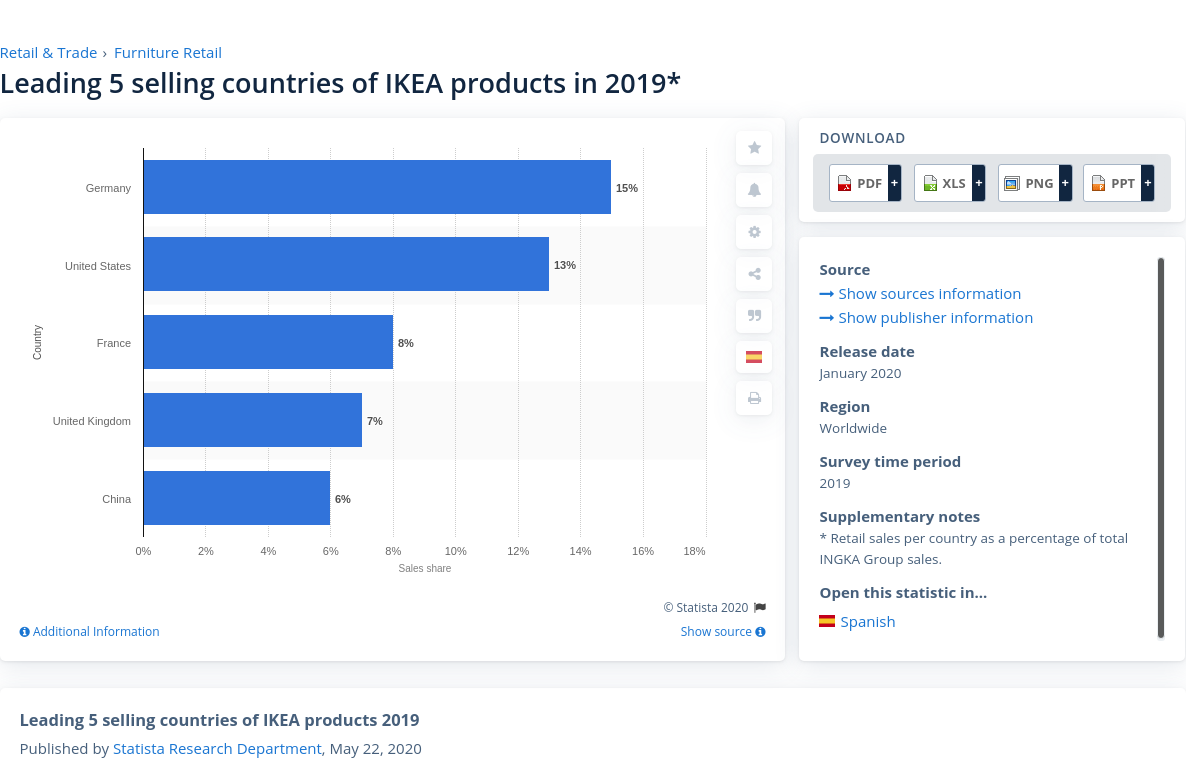 Retail & Trade › Furniture Retail
Leading 5 selling countries of IKEA products in 2019*
Country
Germany
15%
United States
13%
France
8%
United Kingdom
7%
China
6%
0% 2% 4% 6% 8% 10% 12% 14% 16% 18%
Sales share
© Statista 2020
Additional Information
Show source
DOWNLOAD
PDF + XLS + PNG + PPT +
Source
Show sources information
Show publisher information
Release date
January 2020
Region
Worldwide
Survey time period
2019
Supplementary notes
* Retail sales per country as a percentage of total
INGKA Group sales.
Open this statistic in...
Spanish
Leading 5 selling countries of IKEA products 2019
Published by Statista Research Department, May 22, 2020